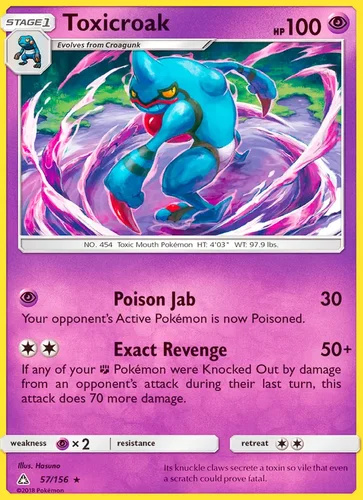 STAGE 1
Toxicroak
HP 100
Evolves from Croagunk
NO. 454 Toxic Mouth Pokémon HT: 4'03" WT: 97.9 lbs.
Poison Jab 30
Your opponent's Active Pokémon is now Poisoned.
Exact Revenge 50+
If any of your Pokémon were Knocked Out by damage
from an opponent's attack during their last turn, this
attack does 70 more damage.
weakness ×2 resistance retreat
Illus. Hasuno
57/156 ★
©2018 Pokémon
Its knuckle claws secrete a toxin so vile that even
a scratch could prove fatal.